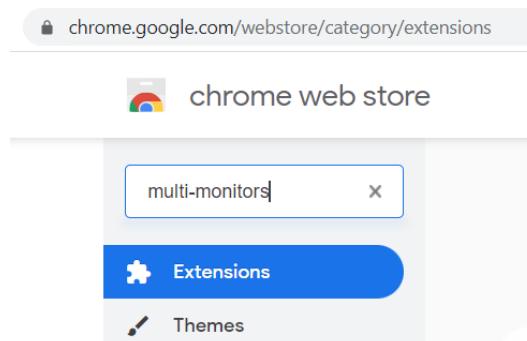 chrome.google.com/webstore/category/extensions
chrome web store
multi-monitors
Extensions
Themes